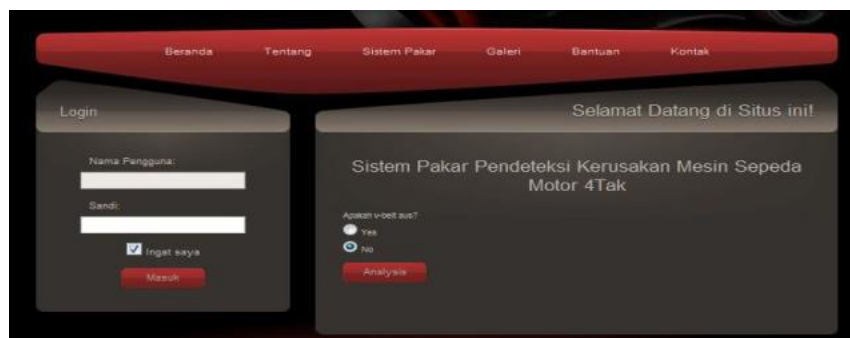 Beranda Tentang Sistem Pakar Galeri Bantuan Kontak
Login
Nama Pengguna:
Sandi:
Ingat saya
Masuk
Selamat Datang di Situs ini!
Sistem Pakar Pendeteksi Kerusakan Mesin Sepeda
Motor 4Tak
Apakah v-belt aus?
Yes
No
Analysis